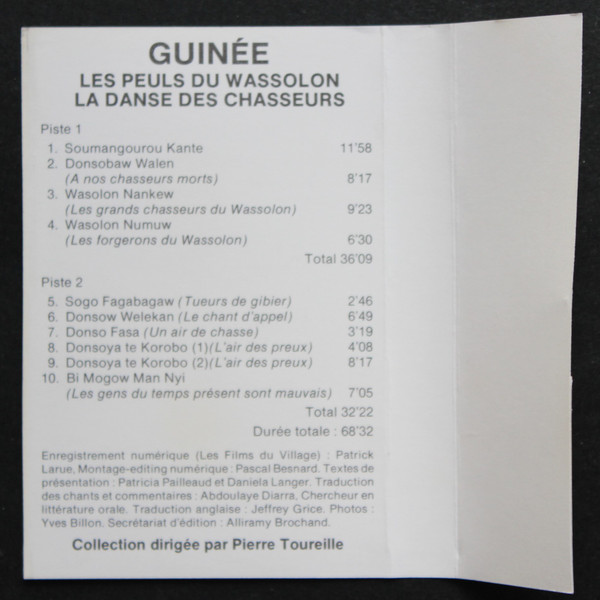 GUINÉE
LES PEULS DU WASSOLON
LA DANSE DES CHASSEURS
Piste 1
1. Soumangourou Kante 11'58
2. Donsobaw Walen
(A nos chasseurs morts) 8'17
3. Wasolon Nankew
(Les grands chasseurs du Wassolon) 9'23
4. Wasolon Numuw
(Les forgerons du Wassolon) 6'30
Total 36'09
Piste 2
5. Sogo Fagabagaw (Tueurs de gibier) 2'46
6. Donsow Welekan (Le chant d'appel) 6'49
7. Donso Fasa (Un air de chasse) 3'19
8. Donsoya te Korobo (1)(L'air des preux) 4'08
9. Donsoya te Korobo (2)(L'air des preux) 8'17
10. Bi Mogow Man Nyi
(Les gens du temps présent sont mauvais) 7'05
Total 32'22
Durée totale : 68'32
Enregistrement numérique (Les Films du Village) : Patrick
Larue, Montage-editing numérique : Pascal Besnard. Textes de
présentation : Patricia Pailleaud et Daniela Langer. Traduction
des chants et commentaires : Abdoulaye Diarra, Chercheur en
littérature orale. Traduction anglaise : Jeffrey Grice. Photos :
Yves Billon. Secrétariat d'édition : Alliramy Brochand.
Collection dirigée par Pierre Toureille